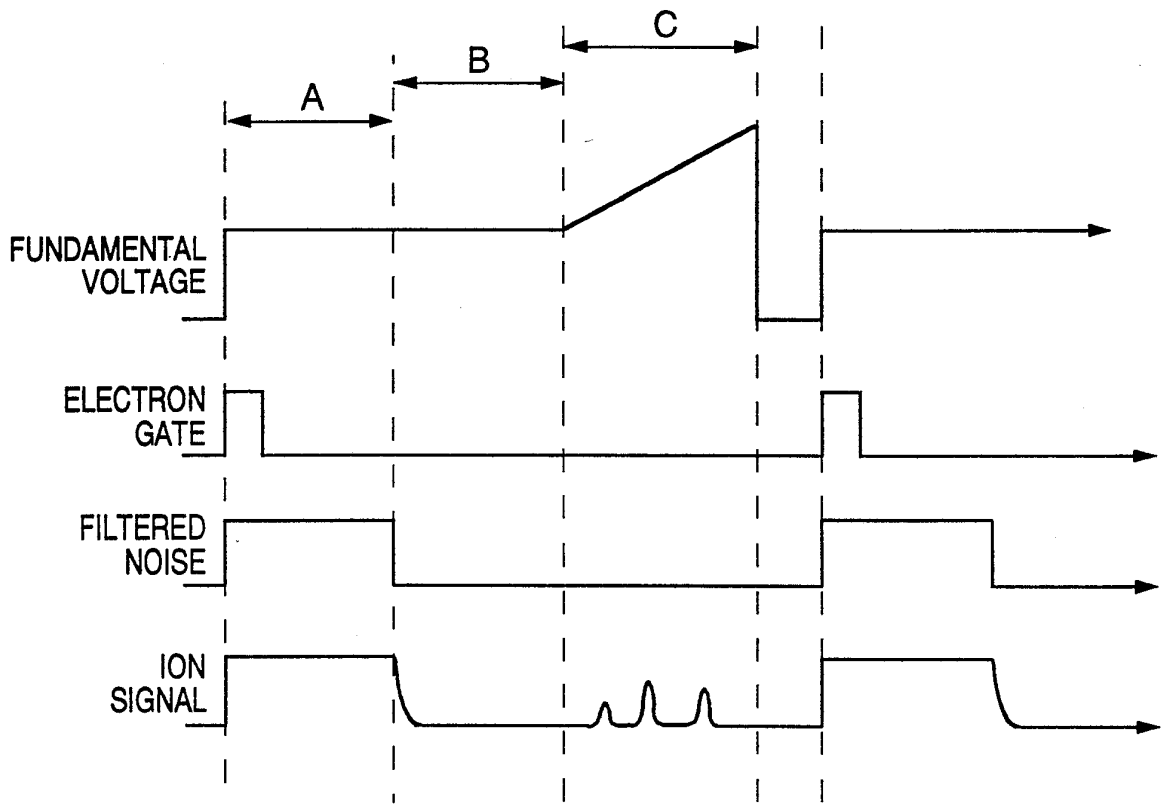 A
B
C
FUNDAMENTAL
VOLTAGE
ELECTRON
GATE
FILTERED
NOISE
ION
SIGNAL